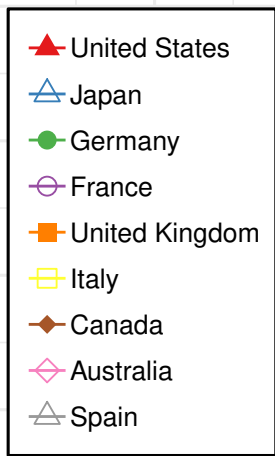 United States
Japan
Germany
France
United Kingdom
Italy
Canada
Australia
Spain